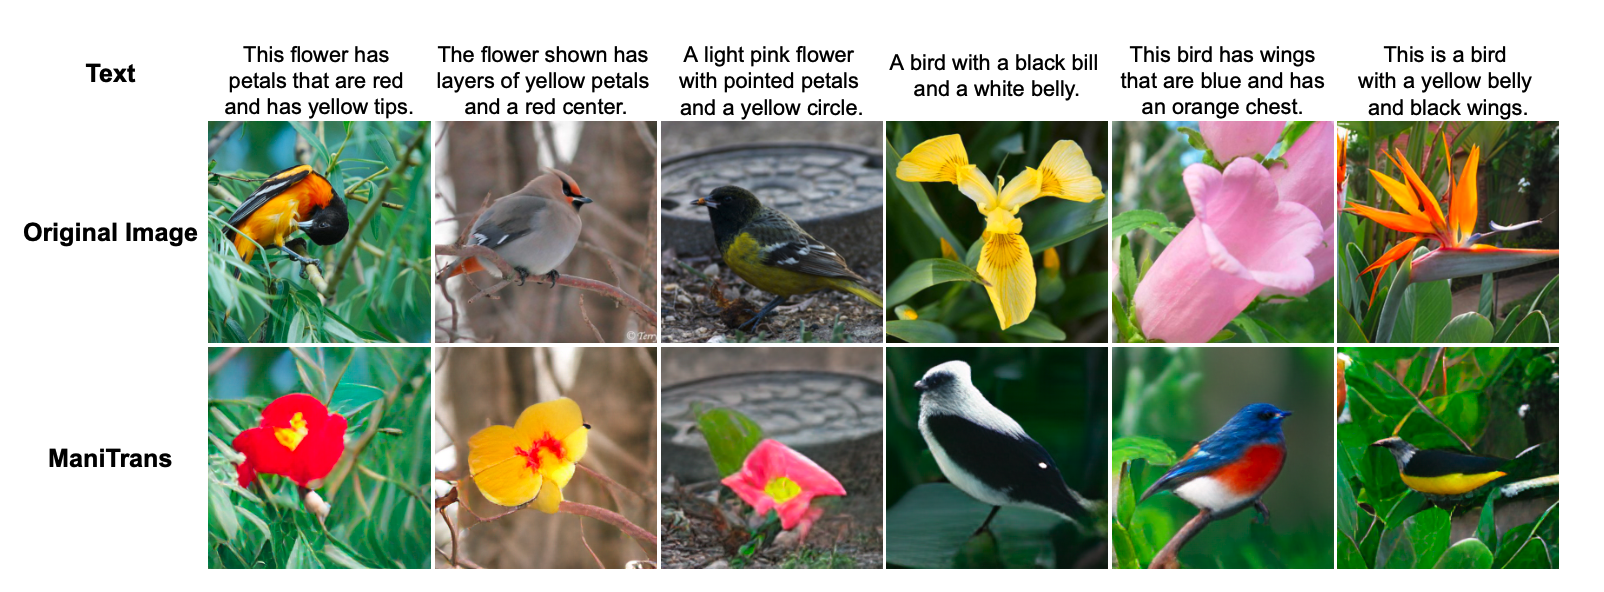 Text
This flower has
petals that are red
and has yellow tips.
The flower shown has
layers of yellow petals
and a red center.
A light pink flower
with pointed petals
and a yellow circle.
A bird with a black bill
and a white belly.
This bird has wings
that are blue and has
an orange chest.
This is a bird
with a yellow belly
and black wings.
Original Image
© Terry
ManiTrans